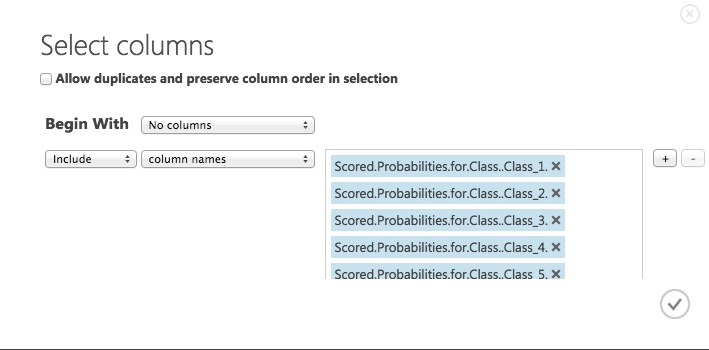 Select columns
Allow duplicates and preserve column order in selection
Begin With No columns
Include column names
Scored.Probabilities.for.Class..Class_1. ×
Scored.Probabilities.for.Class..Class_2. ×
Scored.Probabilities.for.Class..Class_3. ×
Scored.Probabilities.for.Class..Class_4. ×
Scored.Probabilities.for.Class..Class_5. ×
+ -